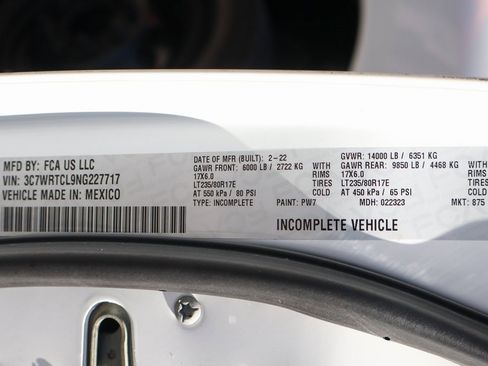 MFD BY: FCA US LLC
VIN: 3C7WRTCL9NG227717
VEHICLE MADE IN: MEXICO
DATE OF MFR (BUILT): 2-22
GAWR FRONT: 6000 LB / 2722 KG WITH
17X6.0 RIMS
LT235/80R17E TIRES
AT 550 kPa / 80 PSI COLD
TYPE: INCOMPLETE
GVWR: 14000 LB / 6351 KG
GAWR REAR: 9850 LB / 4468 KG WITH
17X6.0 RIMS
LT235/80R17E TIRES
AT 450 kPa / 65 PSI COLD
PAINT: PW7 MDH: 022323 MKT: 875
INCOMPLETE VEHICLE